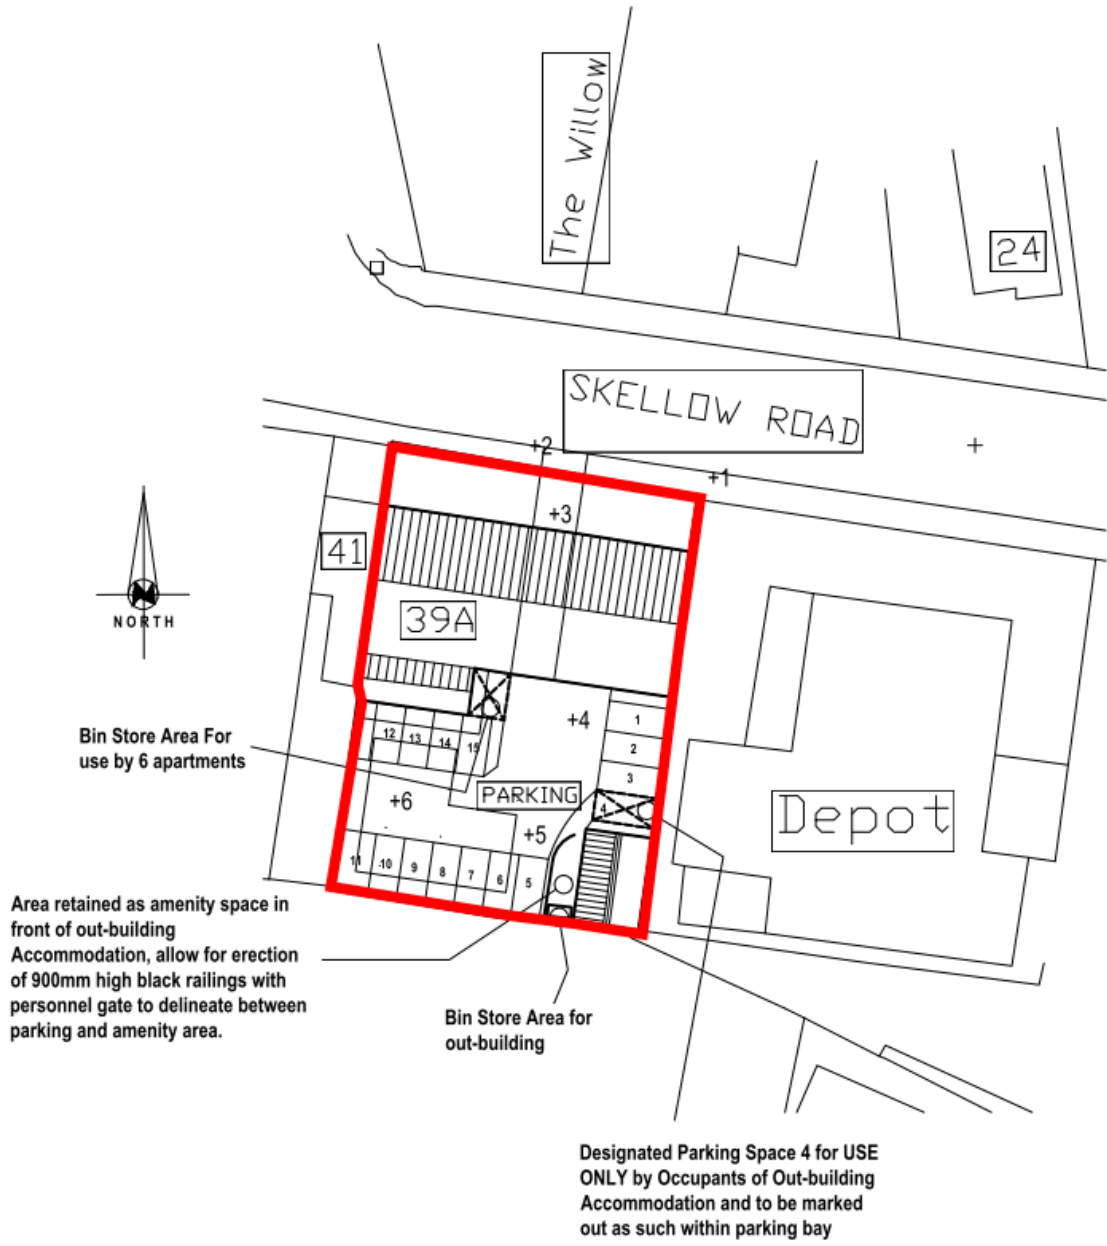 The Willow
24
SKELLOW ROAD
+2
+1
+3
41
39A
NORTH
Bin Store Area For
use by 6 apartments
+4
1
2
3
4
12
13
14
15
PARKING
+6
+5
Depot
11
10
9
8
7
6
5
Area retained as amenity space in
front of out-building
Accommodation, allow for erection
of 900mm high black railings with
personnel gate to delineate between
parking and amenity area.
Bin Store Area for
out-building
Designated Parking Space 4 for USE
ONLY by Occupants of Out-building
Accommodation and to be marked
out as such within parking bay